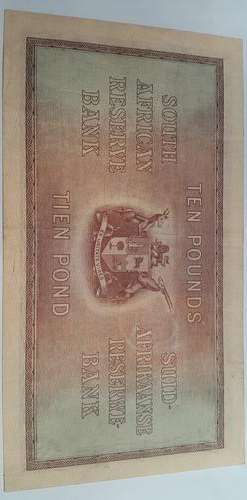 TEN POUNDS
SOUTH
AFRICAN
RESERVE
BANK
SUID-
AFRIKAANSE
RESERWE-
BANK
TIEN POND